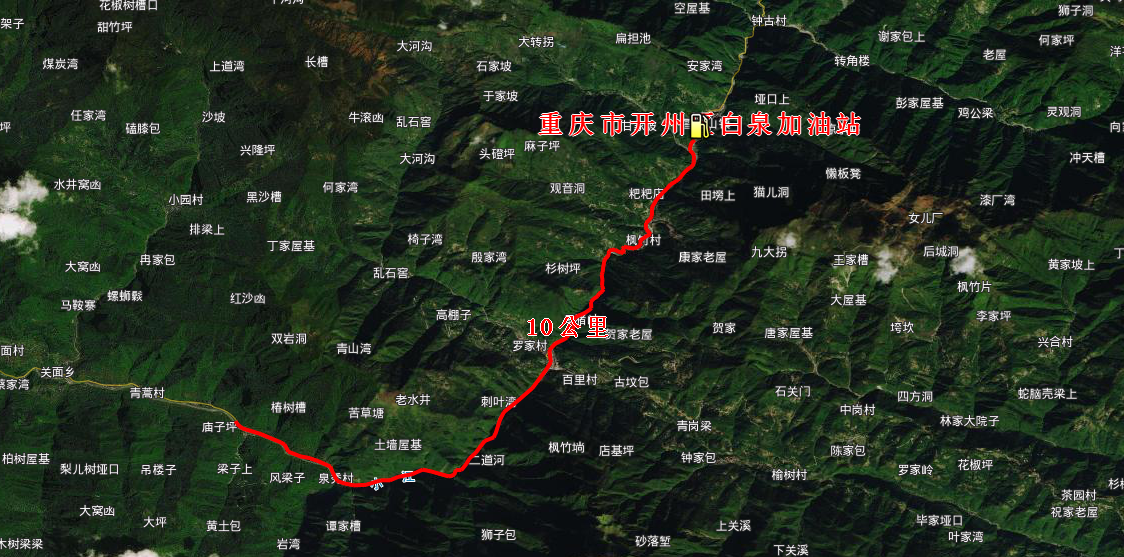 花椒树槽口
空屋基
狮子洞
架子
甜竹坪
钟古村
谢家包上
何家坪
大河沟
大转拐
扁担池
老屋
煤炭湾
上道湾
长槽
石家坡
安家湾
转角楼
于家坡
垭口上
彭家屋基
鸡公梁
灵观洞
任家湾
沙坡
牛滚凼
乱石窖
坪
磕膝包
重庆市开州
白泉加油站
兴隆坪
大河沟
头磴坪
麻子坪
冲天槽
水井窝凼
何家湾
观音洞
粑粑店
田塝上
猫儿洞
懒板凳
小园村
黑沙槽
漆厂湾
排梁上
女儿厂
丁家屋基
椅子湾
枫竹村
大窝凼
冉家包
乱石窖
殷家湾
杉树坪
康家老屋
九大拐
王家槽
后城洞
黄家坡上
马鞍寨
红沙凼
高棚子
大屋基
枫竹片
10公里
李家坪
双岩洞
贺家老屋
贺家
唐家屋基
垮坎
兴合村
面村
青山湾
罗家村
关面乡
蔡家湾
百里村
古坟包
石关门
四方洞
蛇脑壳梁上
青蒿村
椿树槽
苦草塘
老水井
刺叶湾
中岗村
林家大院子
庙子坪
青岗梁
土墙屋基
枫竹埫
店基坪
钟家包
陈家包
柏树屋基
梨儿树垭口
吊楼子
梁子上
风梁子
泉秀村
二道河
榆树村
罗家岭
花椒坪
大窝凼
大坪
黄土包
谭家槽
狮子包
上关溪
毕家垭口
茶园村
祝家老屋
木树梁梁
岩湾
砂落堑
下关溪
叶家湾